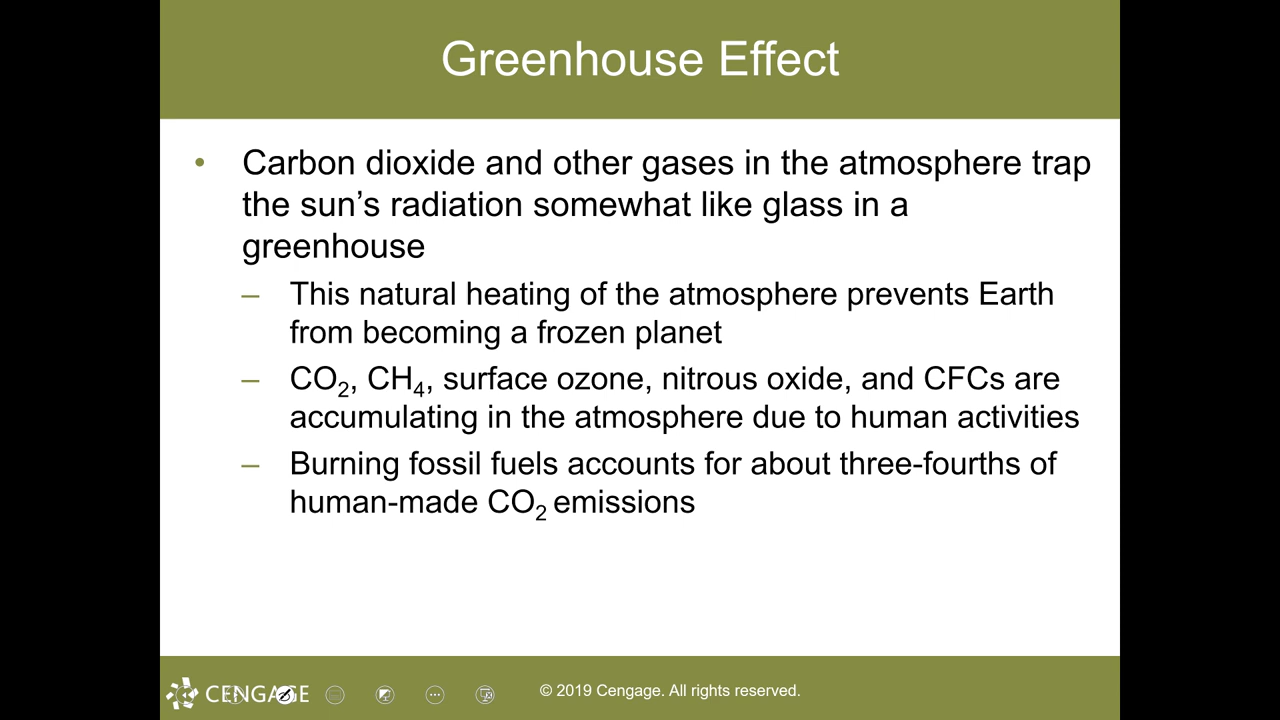 Greenhouse Effect
• Carbon dioxide and other gases in the atmosphere trap
the sun’s radiation somewhat like glass in a
greenhouse
– This natural heating of the atmosphere prevents Earth
from becoming a frozen planet
– CO₂, CH₄, surface ozone, nitrous oxide, and CFCs are
accumulating in the atmosphere due to human activities
– Burning fossil fuels accounts for about three-fourths of
human-made CO₂ emissions
CENGAGE
© 2019 Cengage. All rights reserved.